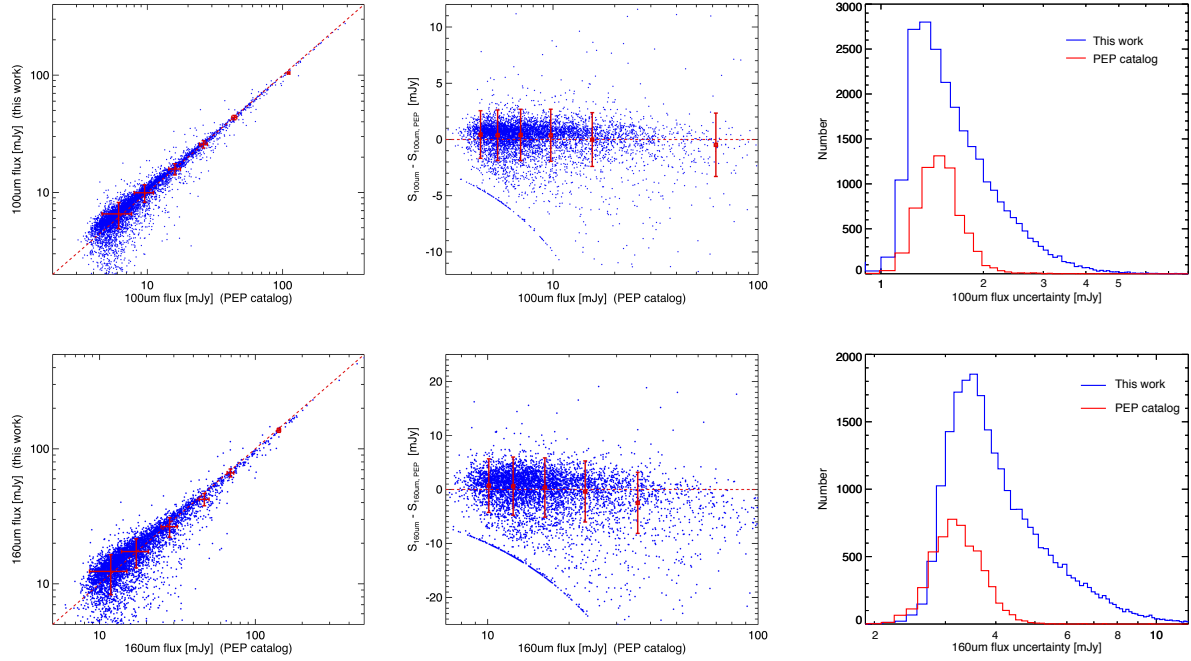 100um flux [mJy]  (this work)
100
10
10
100
100um flux [mJy]  (PEP catalog)
S100um - S100um, PEP  [mJy]
10
5
0
-5
-10
10
100
100um flux [mJy]  (PEP catalog)
Number
3000
2500
2000
1500
1000
500
0
This work
PEP catalog
1
2
3
4
5
100um flux uncertainty [mJy]
160um flux [mJy]  (this work)
100
10
10
100
160um flux [mJy]  (PEP catalog)
S160um - S160um, PEP  [mJy]
20
10
0
-10
-20
10
100
160um flux [mJy]  (PEP catalog)
Number
2000
1500
1000
500
0
This work
PEP catalog
2
4
6
8
10
160um flux uncertainty [mJy]